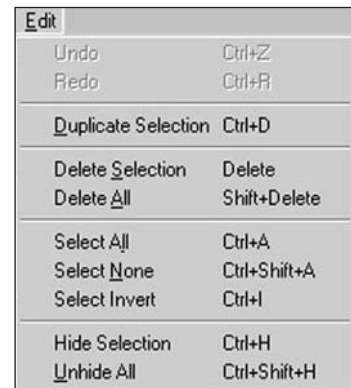 Edit
Undo Ctrl+Z
Redo Ctrl+R
Duplicate Selection Ctrl+D
Delete Selection Delete
Delete All Shift+Delete
Select All Ctrl+A
Select None Ctrl+Shift+A
Select Invert Ctrl+I
Hide Selection Ctrl+H
Unhide All Ctrl+Shift+H